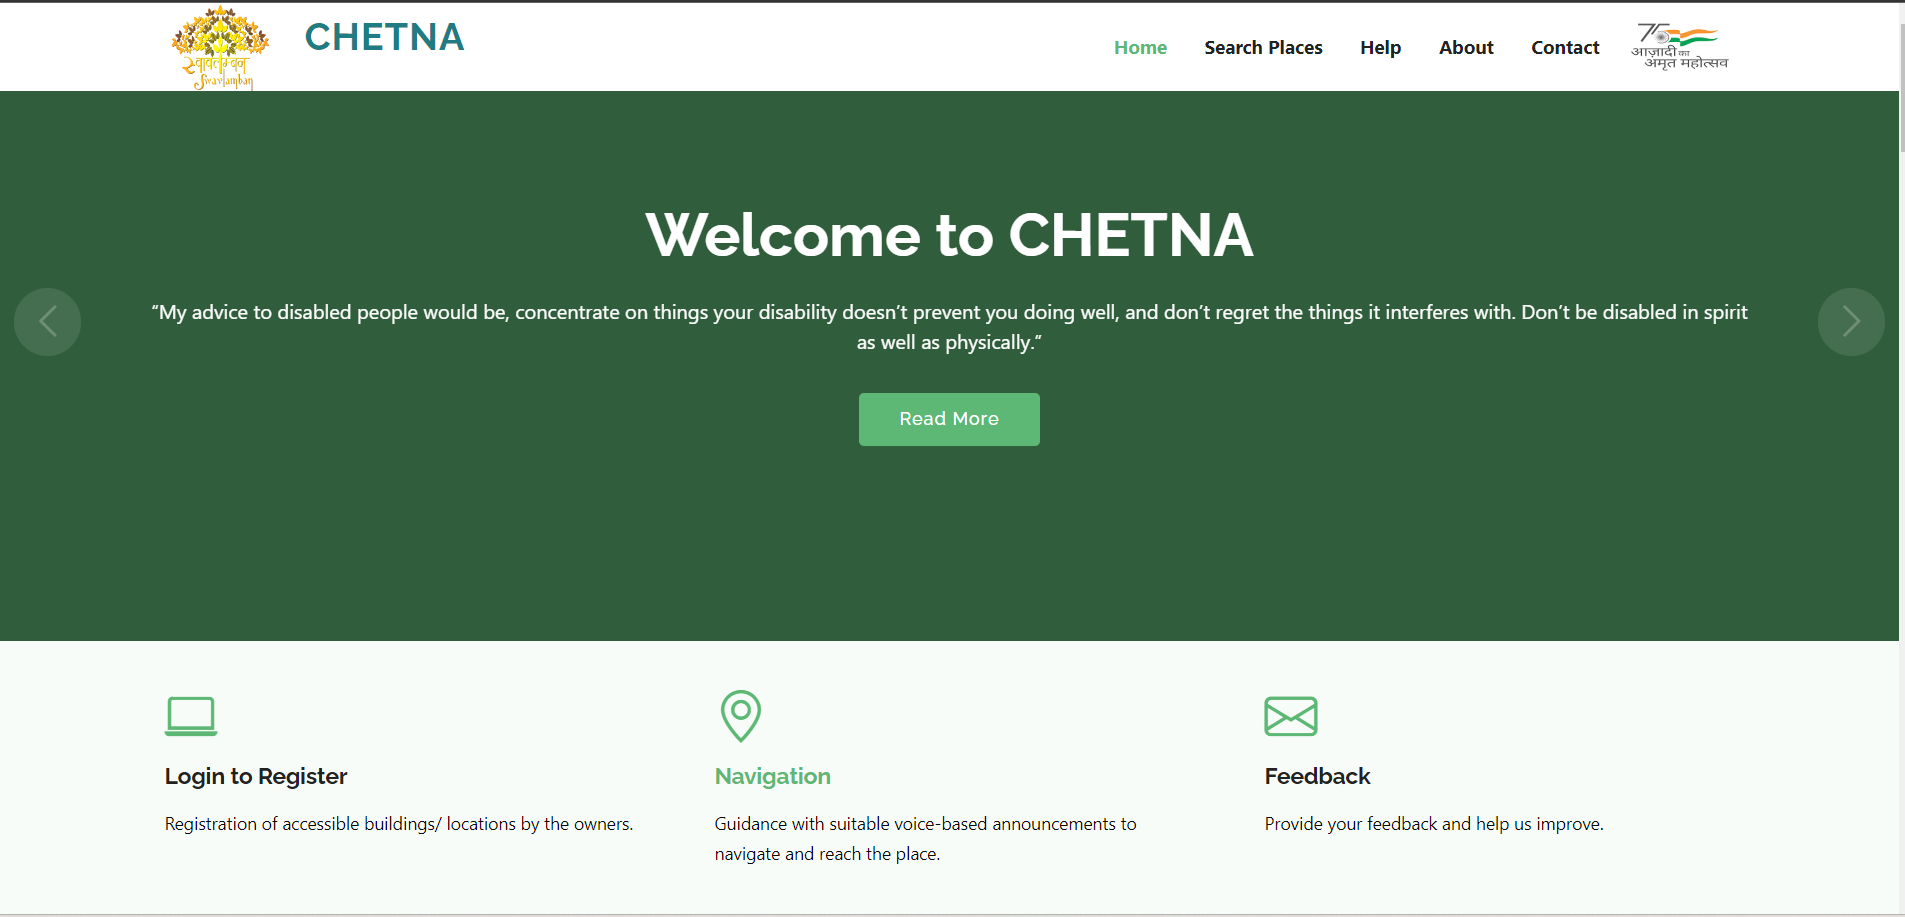 स्वावलम्बन
Swavlamban
CHETNA
Home
Search Places
Help
About
Contact
75
आज़ादी का
अमृत महोत्सव
Welcome to CHETNA
“My advice to disabled people would be, concentrate on things your disability doesn’t prevent you doing well, and don’t regret the things it interferes with. Don’t be disabled in spirit
as well as physically.”
Read More
Login to Register
Registration of accessible buildings/ locations by the owners.
Navigation
Guidance with suitable voice-based announcements to
navigate and reach the place.
Feedback
Provide your feedback and help us improve.